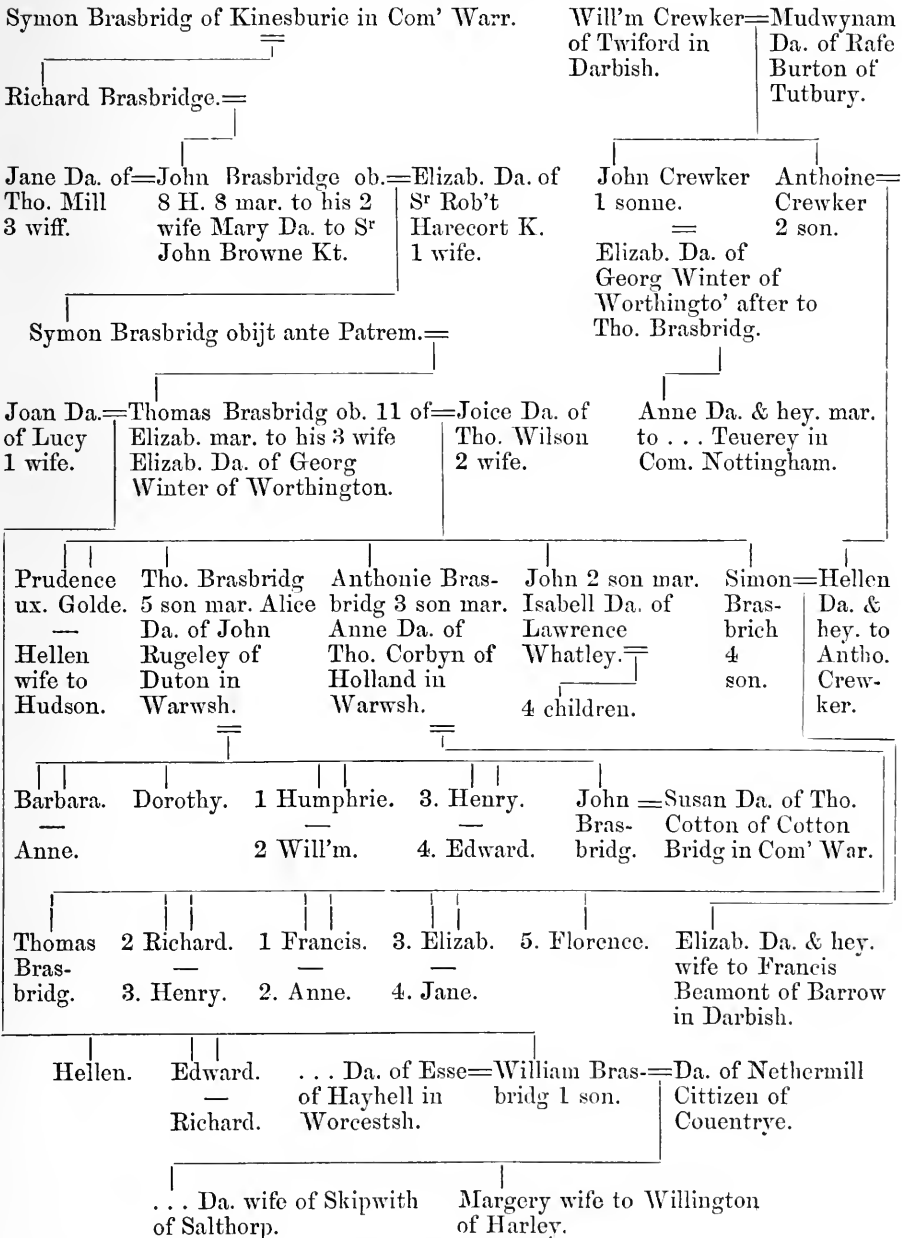 Symon Brasbridg of Kinesburie in Com' Warr.
Will'm Crewker=Mudwynam
of Twiford in Da. of Rafe
Darbish. Burton of
Tutbury.
Richard Brasbridge.=
Jane Da. of=John Brasbridge ob.=Elizab. Da. of
Tho. Mill 8 H. 8 mar. to his 2 Sr Rob't
3 wiff. wife Mary Da. to Sr Harecort K.
John Browne Kt. 1 wife.
John Crewker Anthoine=
1 sonne. Crewker
= 2 son.
Elizab. Da. of
Georg Winter of
Worthingto' after to
Tho. Brasbridg.
Symon Brasbridg obijt ante Patrem.=
Joan Da.=Thomas Brasbridg ob. 11 of=Joice Da. of
of Lucy Elizab. mar. to his 3 wife Tho. Wilson
1 wife. Elizab. Da. of Georg 2 wife.
Winter of Worthington.
Anne Da. & hey. mar.
to . . . Teuerey in
Com. Nottingham.
Prudence
ux. Golde.
—
Hellen
wife to
Hudson.
Tho. Brasbridg
5 son mar. Alice
Da. of John
Rugeley of
Duton in
Warwsh.
=
Anthonie Bras-
bridg 3 son mar.
Anne Da. of
Tho. Corbyn of
Holland in
Warwsh.
=
John 2 son mar.
Isabell Da. of
Lawrence
Whatley.=
4 children.
Simon=Hellen
Bras- Da. &
brich hey. to
4 Antho.
son. Crew-
ker.
Barbara. Dorothy. 1 Humphrie. 3. Henry. John =Susan Da. of Tho.
— — — Bras- Cotton of Cotton
Anne. 2 Will'm. 4. Edward. bridg. Bridg in Com' War.
Thomas 2 Richard. 1 Francis. 3. Elizab. 5. Florence. Elizab. Da. & hey.
Bras- — — — wife to Francis
bridg. 3. Henry. 2. Anne. 4. Jane. Beamont of Barrow
in Darbish.
Hellen. Edward. . . . Da. of Esse=William Bras-=Da. of Nethermill
— of Hayhell in bridg 1 son. Cittizen of
Richard. Worcestsh. Couentrye.
. . . Da. wife of Skipwith Margery wife to Willington
of Salthorp. of Harley.